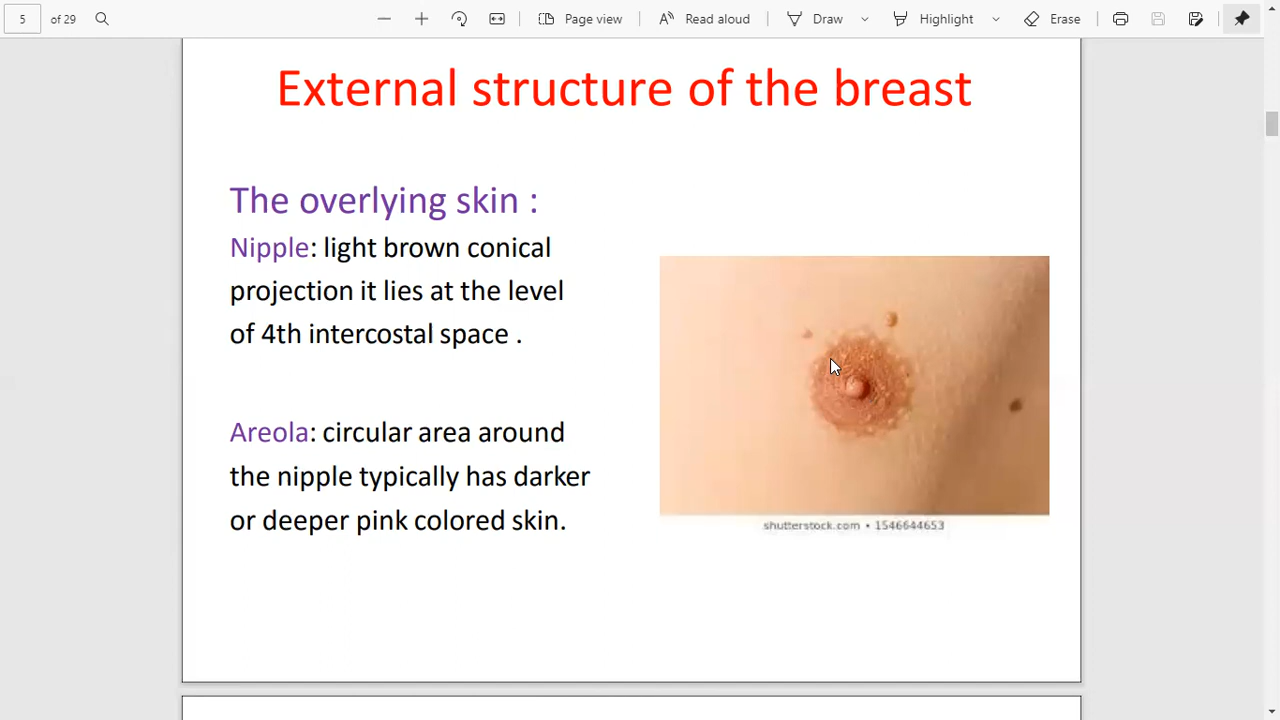 5 of 29 Page view Read aloud Draw Highlight Erase
External structure of the breast
The overlying skin :
Nipple: light brown conical
projection it lies at the level
of 4th intercostal space .
Areola: circular area around
the nipple typically has darker
or deeper pink colored skin.
shutterstock.com • 1546644653